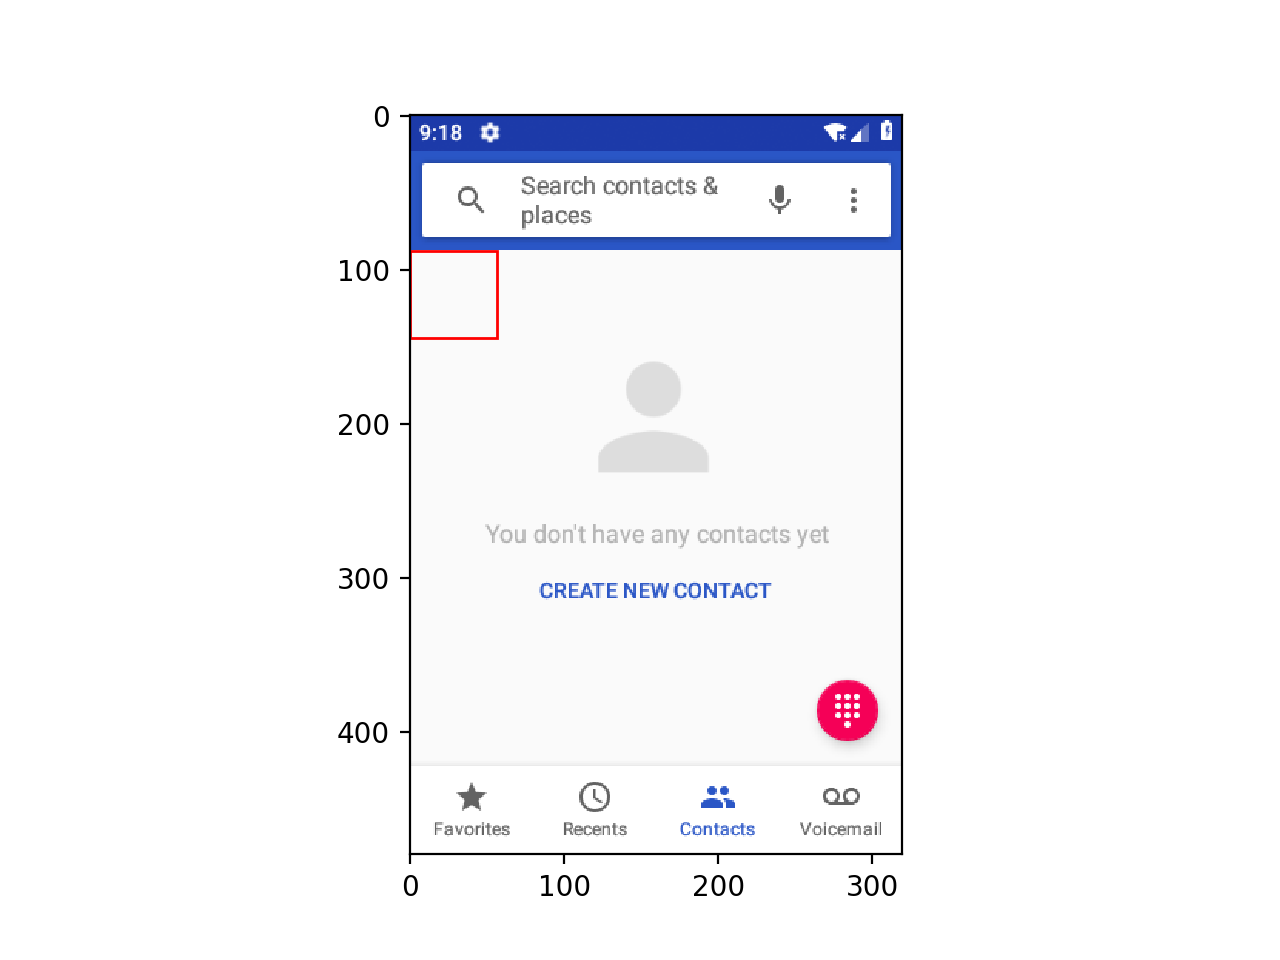 0
9:18
Search contacts &
places
100
200
You don't have any contacts yet
300
CREATE NEW CONTACT
400
Favorites Recents Contacts Voicemail
0 100 200 300